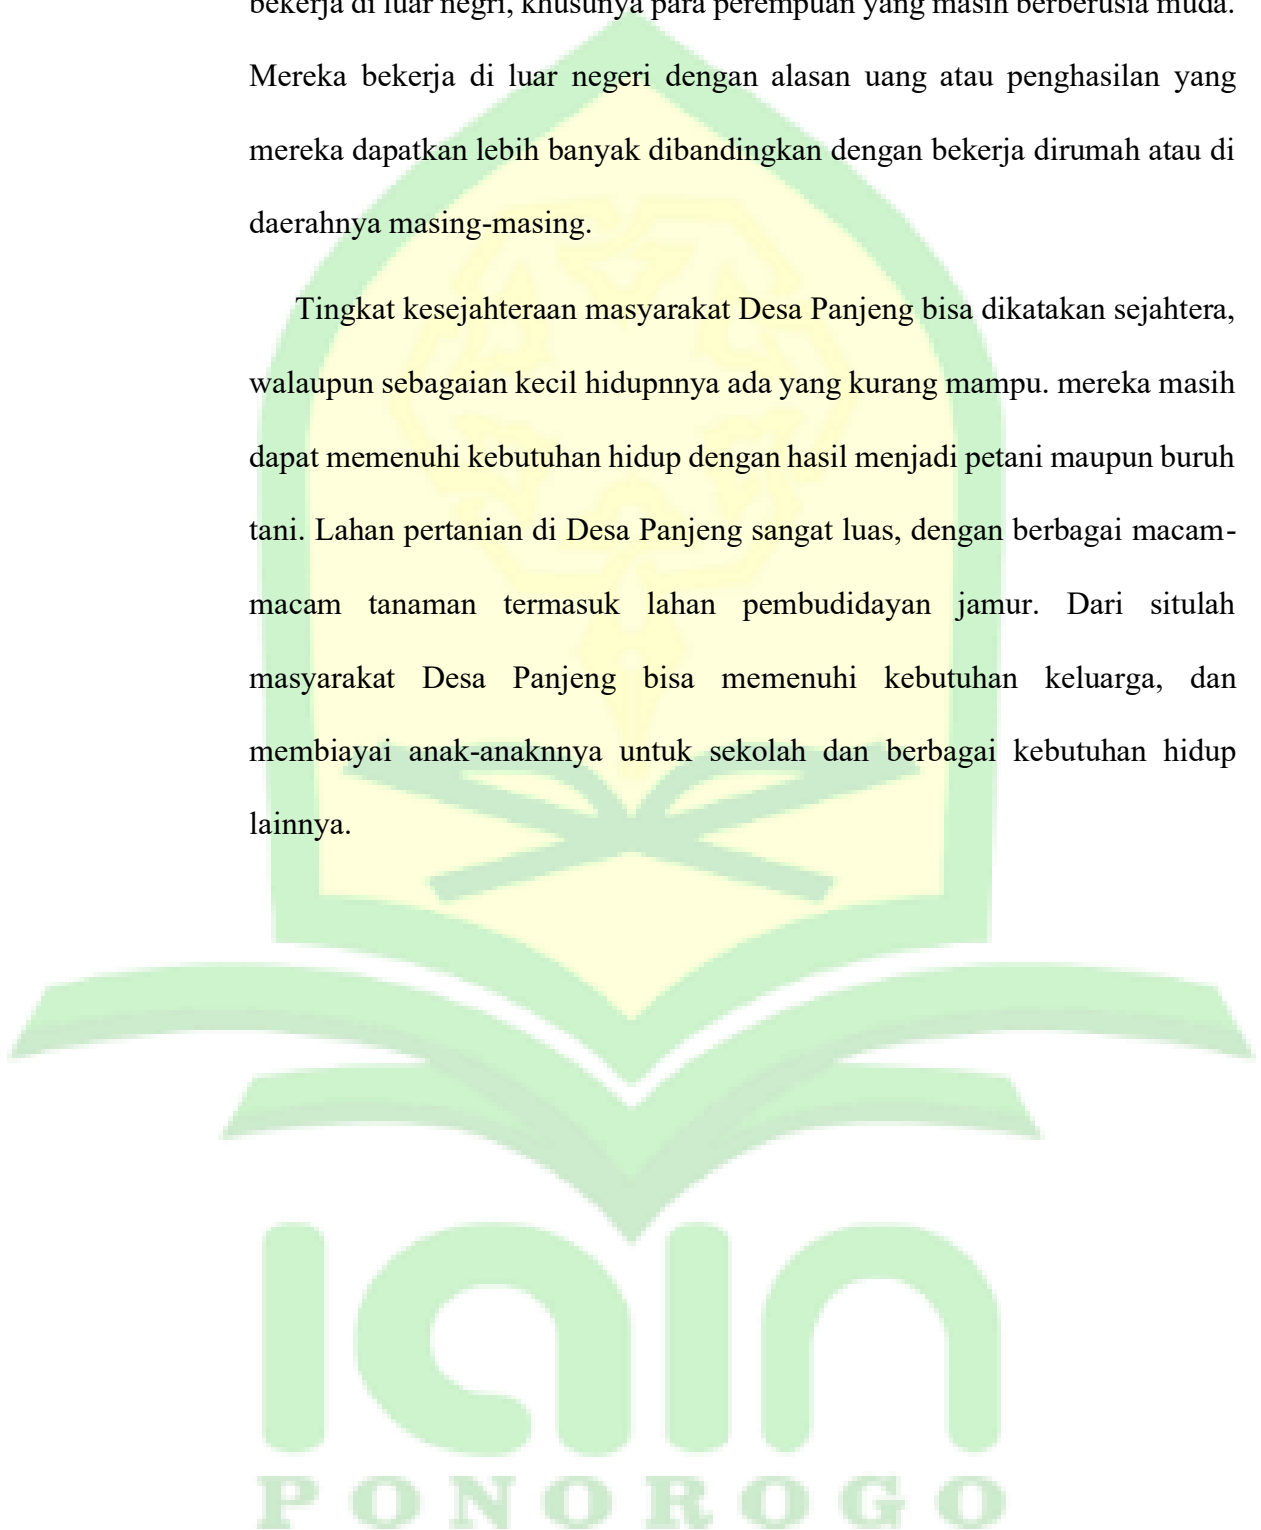 bekerja di luar negri, khusunya para perempuan yang masih berberusia muda.
Mereka bekerja di luar negeri dengan alasan uang atau penghasilan yang
mereka dapatkan lebih banyak dibandingkan dengan bekerja dirumah atau di
daerahnya masing-masing.
Tingkat kesejahteraan masyarakat Desa Panjeng bisa dikatakan sejahtera,
walaupun sebagaian kecil hidupnnya ada yang kurang mampu. mereka masih
dapat memenuhi kebutuhan hidup dengan hasil menjadi petani maupun buruh
tani. Lahan pertanian di Desa Panjeng sangat luas, dengan berbagai macam-
macam tanaman termasuk lahan pembudidayan jamur. Dari situlah
masyarakat Desa Panjeng bisa memenuhi kebutuhan keluarga, dan
membiayai anak-anaknnya untuk sekolah dan berbagai kebutuhan hidup
lainnya.
iain
PONOROGO